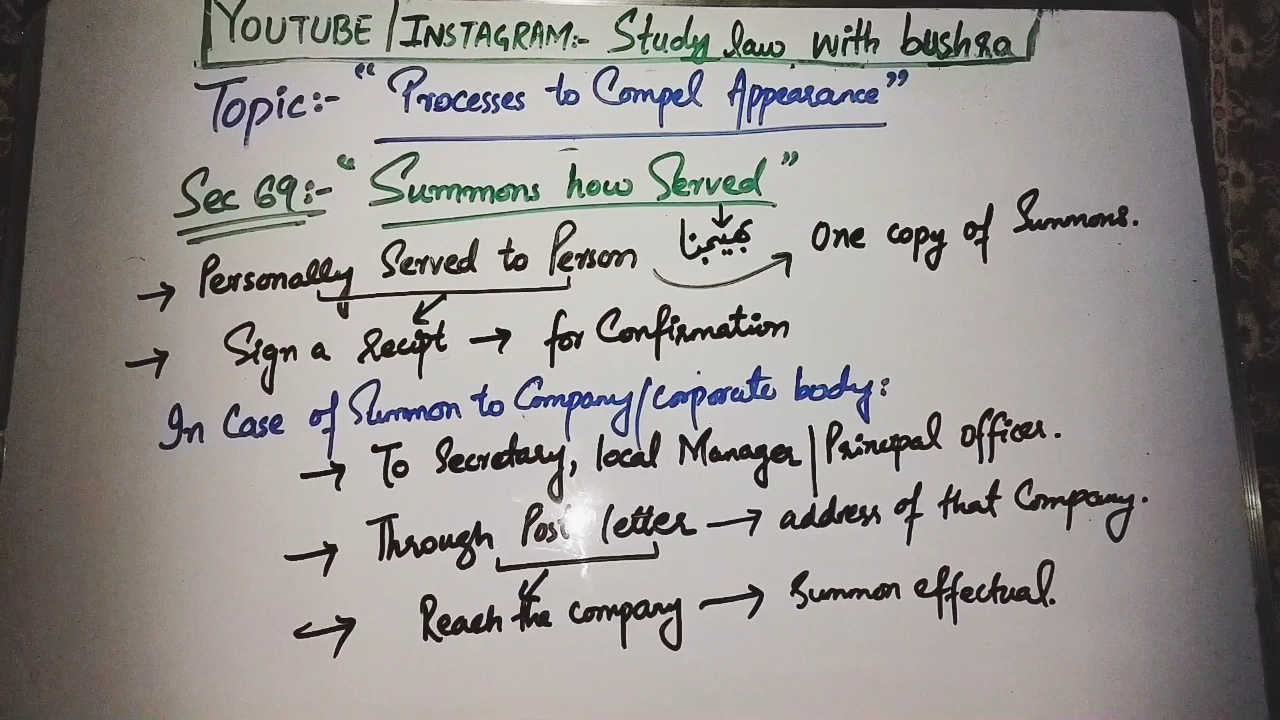 YOUTUBE | INSTAGRAM:- Study law with bushra
Topic:- "Processes to Compel Appearance"
Sec 69:- "Summons how Served"
→ Personally Served to Person بھیجنا → One copy of Summons.
→ Sign a recipt → for Confirmation
In Case of Summon to Company/corporate body:
→ To Secretary, local Manager | Principal officer.
→ Through Post letter → address of that Company.
→ Reach the company → Summon effectual.